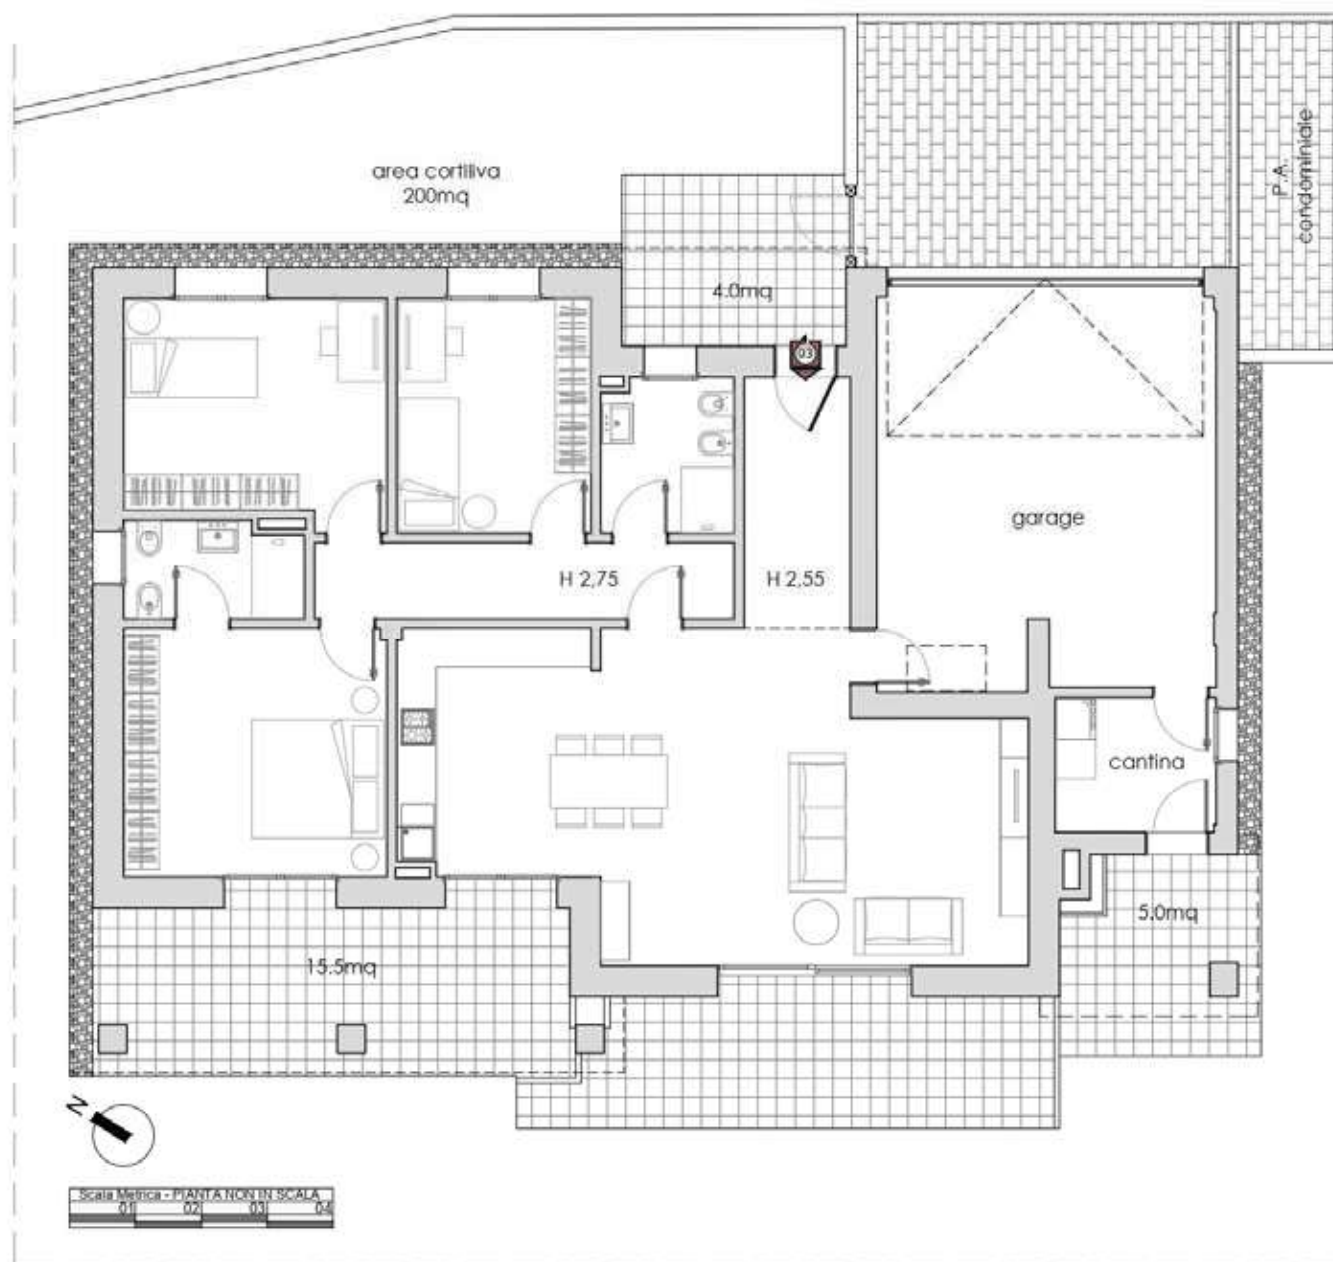 area cortiliva
200mq
P.A.
condominiale
4.0mq
93
garage
H 2,75
H 2,55
cantina
5.0mq
15.5mq
N
Scala Metrica - PIANTA NON IN SCALA
01 02 03 04